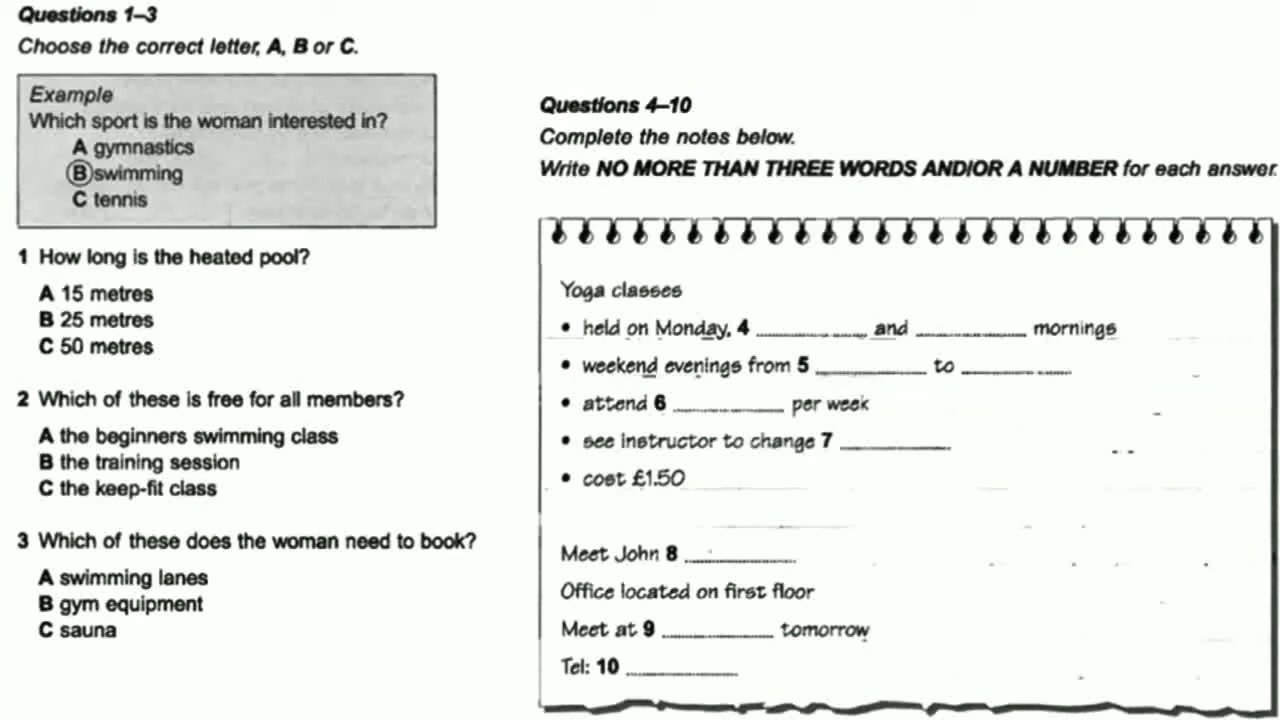 Questions 1–3
Choose the correct letter, A, B or C.
Example
Which sport is the woman interested in?
A gymnastics
B swimming
C tennis
1 How long is the heated pool?
A 15 metres
B 25 metres
C 50 metres
2 Which of these is free for all members?
A the beginners swimming class
B the training session
C the keep-fit class
3 Which of these does the woman need to book?
A swimming lanes
B gym equipment
C sauna
Questions 4–10
Complete the notes below.
Write NO MORE THAN THREE WORDS AND/OR A NUMBER for each answer.
Yoga classes
• held on Monday, 4 .......... and .......... mornings
• weekend evenings from 5 .......... to ..........
• attend 6 .......... per week
• see instructor to change 7 ..........
• cost £1.50
Meet John 8 ..........
Office located on first floor
Meet at 9 .......... tomorrow
Tel: 10 ..........